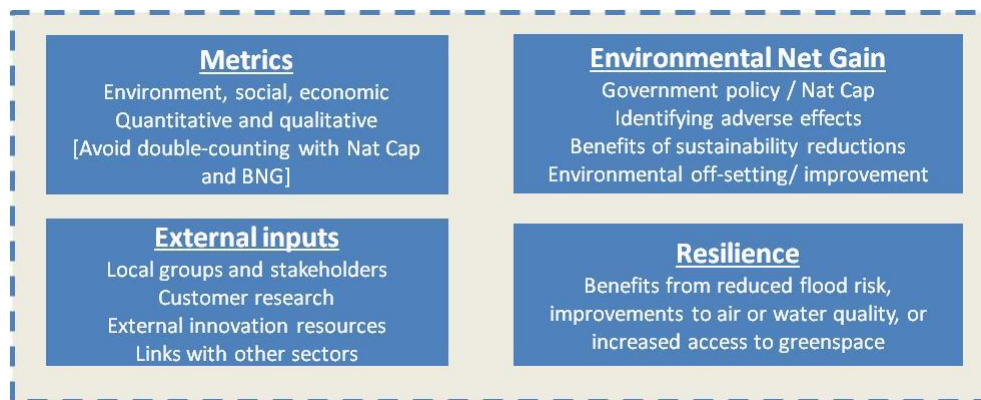 Metrics
Environment, social, economic
Quantitative and qualitative
[Avoid double-counting with Nat Cap
and BNG]
Environmental Net Gain
Government policy / Nat Cap
Identifying adverse effects
Benefits of sustainability reductions
Environmental off-setting/ improvement
External inputs
Local groups and stakeholders
Customer research
External innovation resources
Links with other sectors
Resilience
Benefits from reduced flood risk,
improvements to air or water quality, or
increased access to greenspace